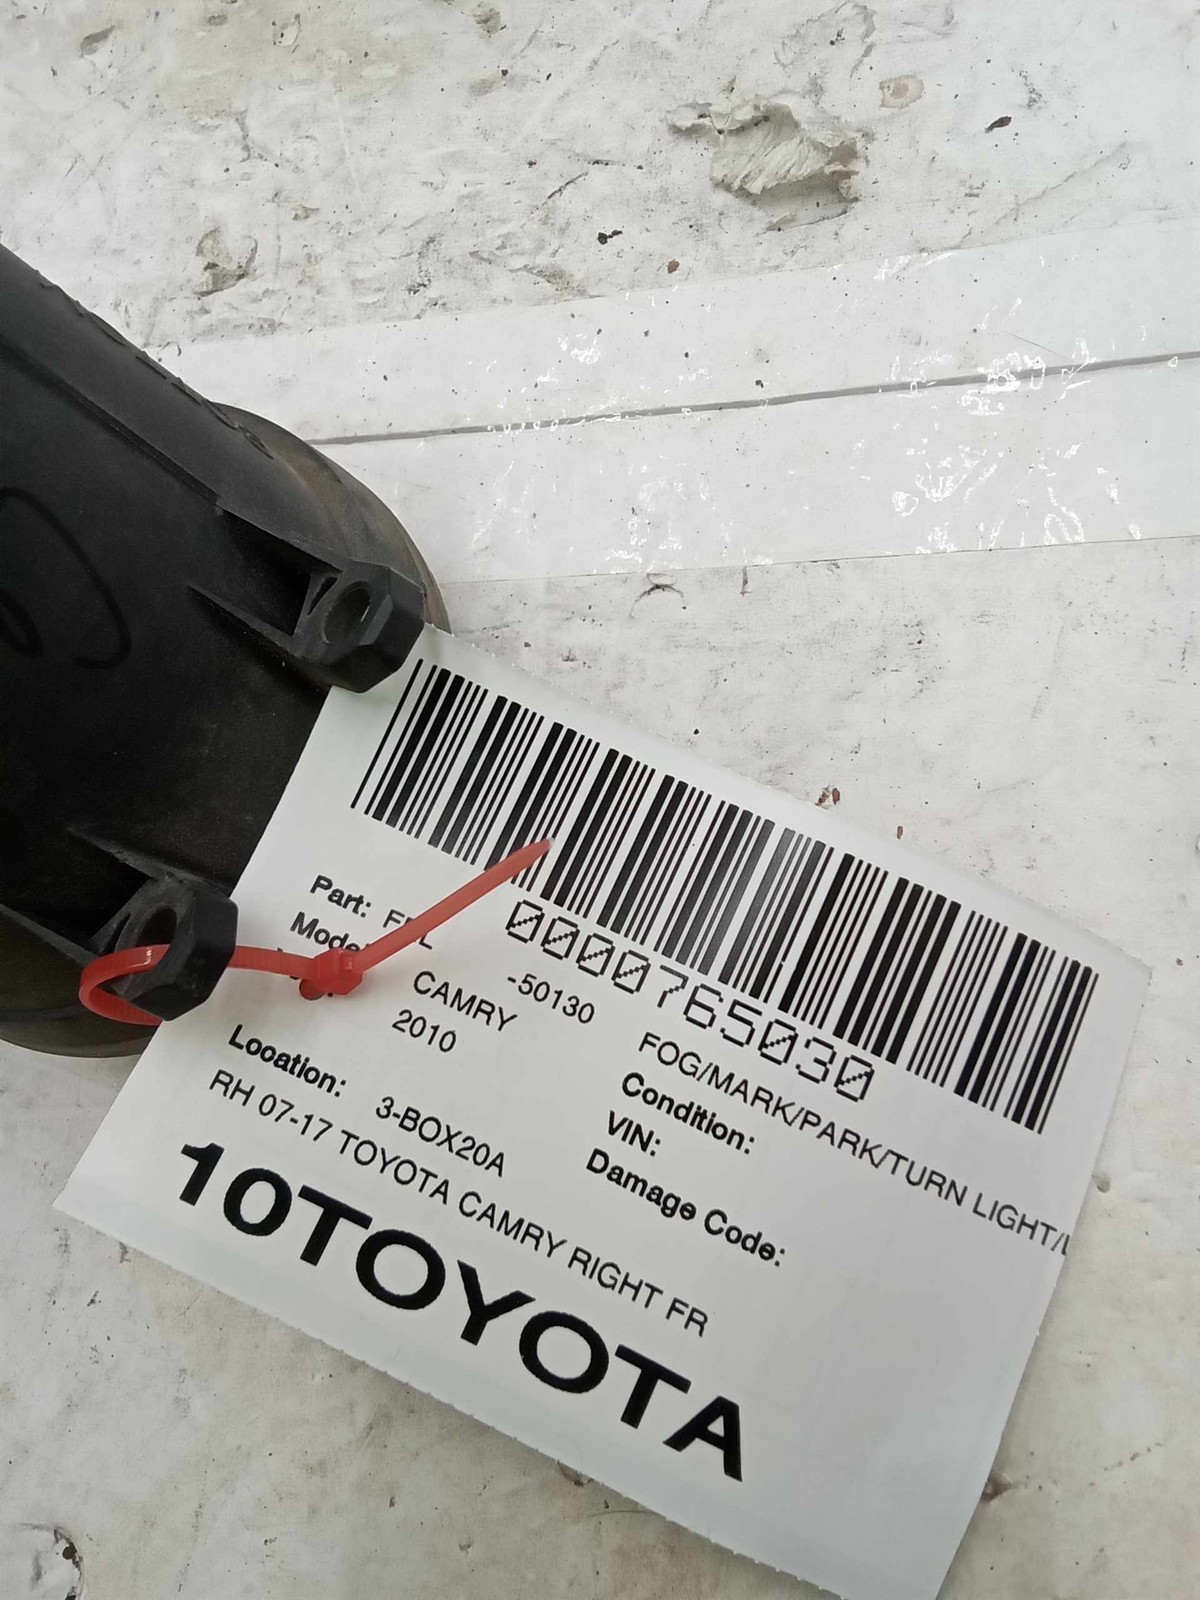 0000765030
Part:
-50130
FOG/MARK/PARK/TURN LIGHT/L
CAMRY
Condition:
2010
VIN:
Location: 3-BOX20A
Damage Code:
RH 07-17 TOYOTA CAMRY RIGHT FR
10TOYOTA